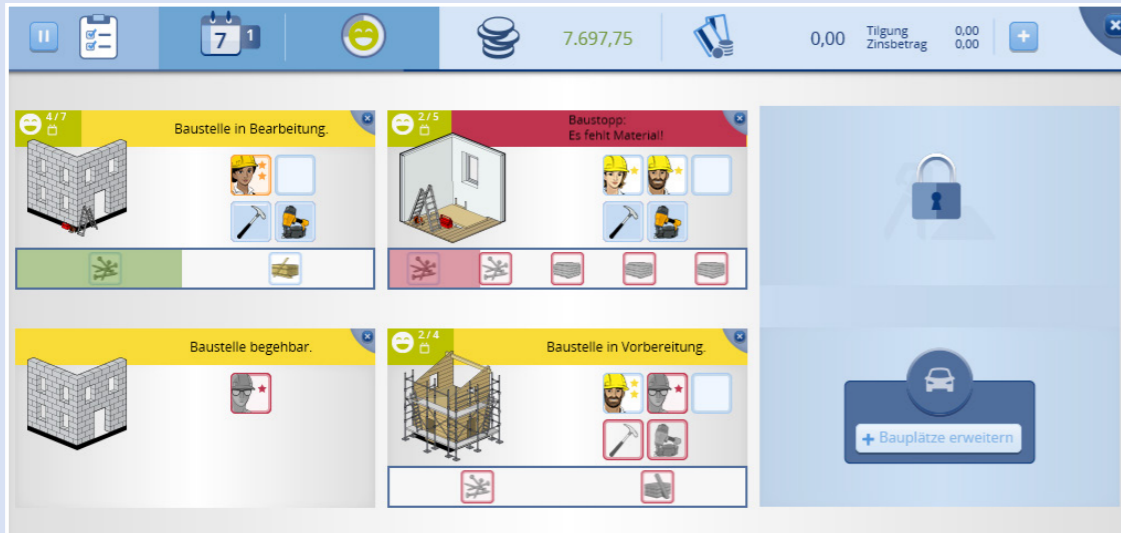 7 1
7.697,75
0,00
Tilgung 0,00
Zinsbetrag 0,00
4/7
Baustelle in Bearbeitung.
2/5
Baustopp:
Es fehlt Material!
Baustelle begehbar.
2/4
Baustelle in Vorbereitung.
+ Bauplätze erweitern